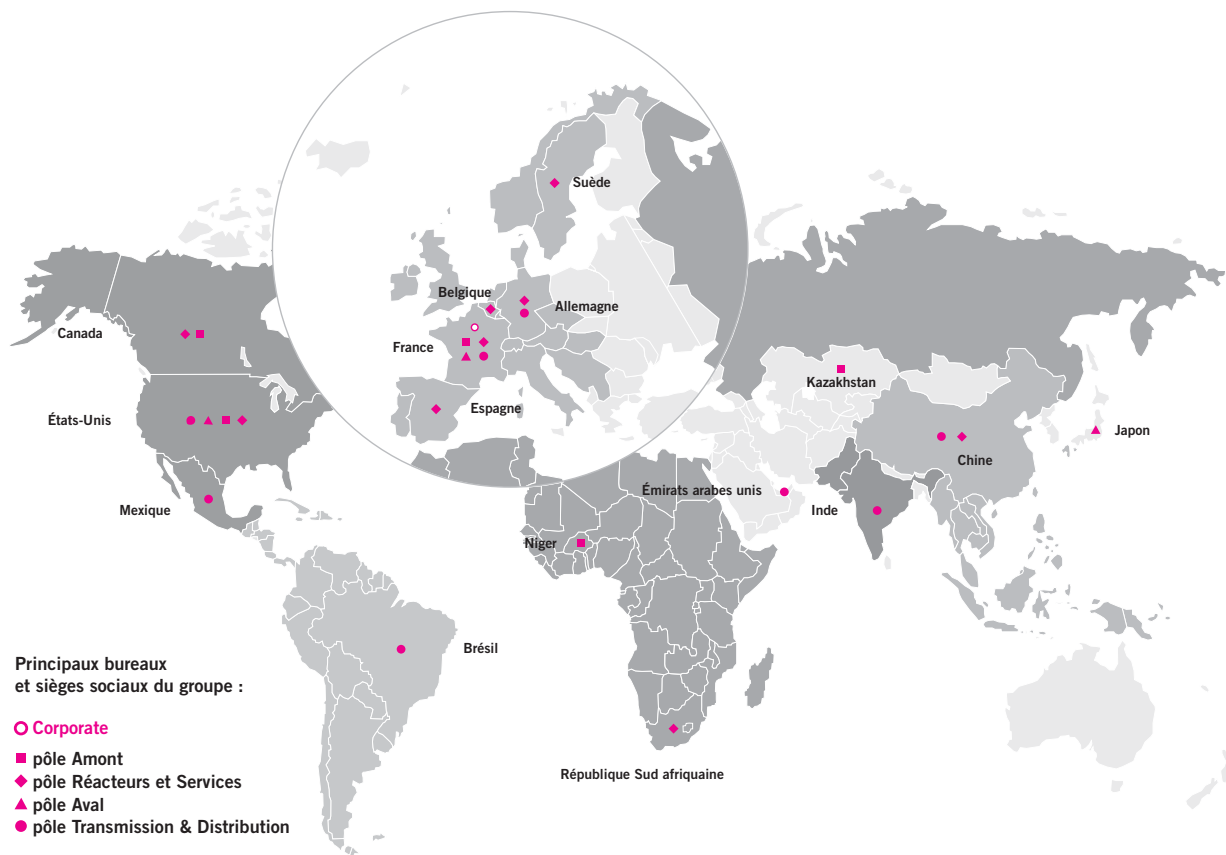 Suède
Belgique
Allemagne
Canada
France
Kazakhstan
Espagne
États-Unis
Japon
Chine
Émirats arabes unis
Mexique
Inde
Niger
Brésil
Principaux bureaux
et sièges sociaux du groupe :
Corporate
pôle Amont
pôle Réacteurs et Services
République Sud afriquaine
pôle Aval
pôle Transmission & Distribution